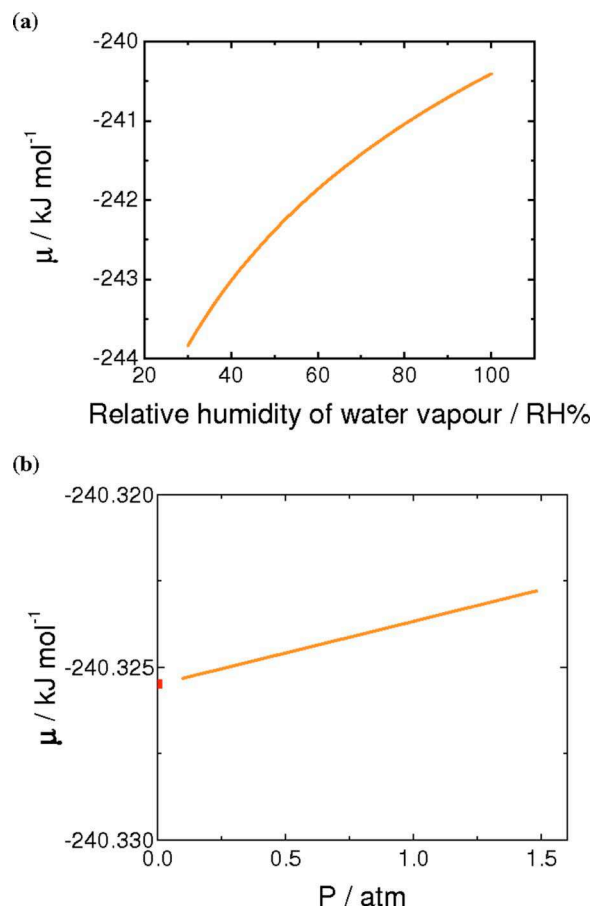 (a)
-240
-241
-242
-243
-244
μ / kJ mol⁻¹
20 40 60 80 100
Relative humidity of water vapour / RH%
(b)
-240.320
-240.325
-240.330
μ / kJ mol⁻¹
0.0 0.5 1.0 1.5
P / atm